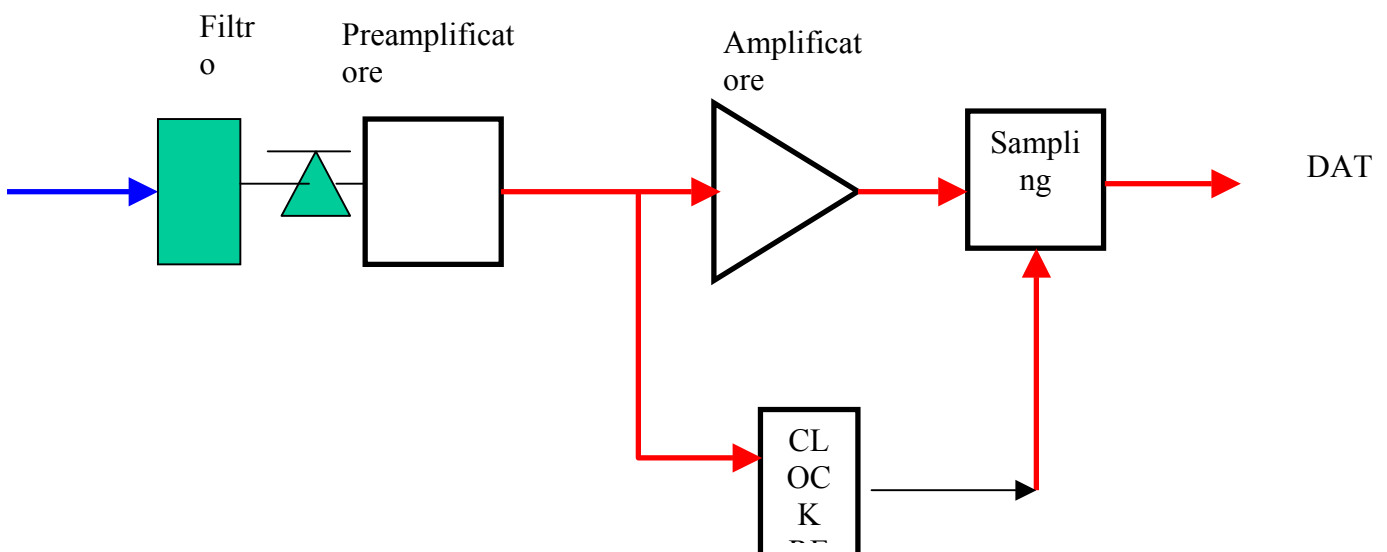 Filtr
o
Preamplificat
ore
Amplificat
ore
Sampli
ng
DAT
CL
OC
K